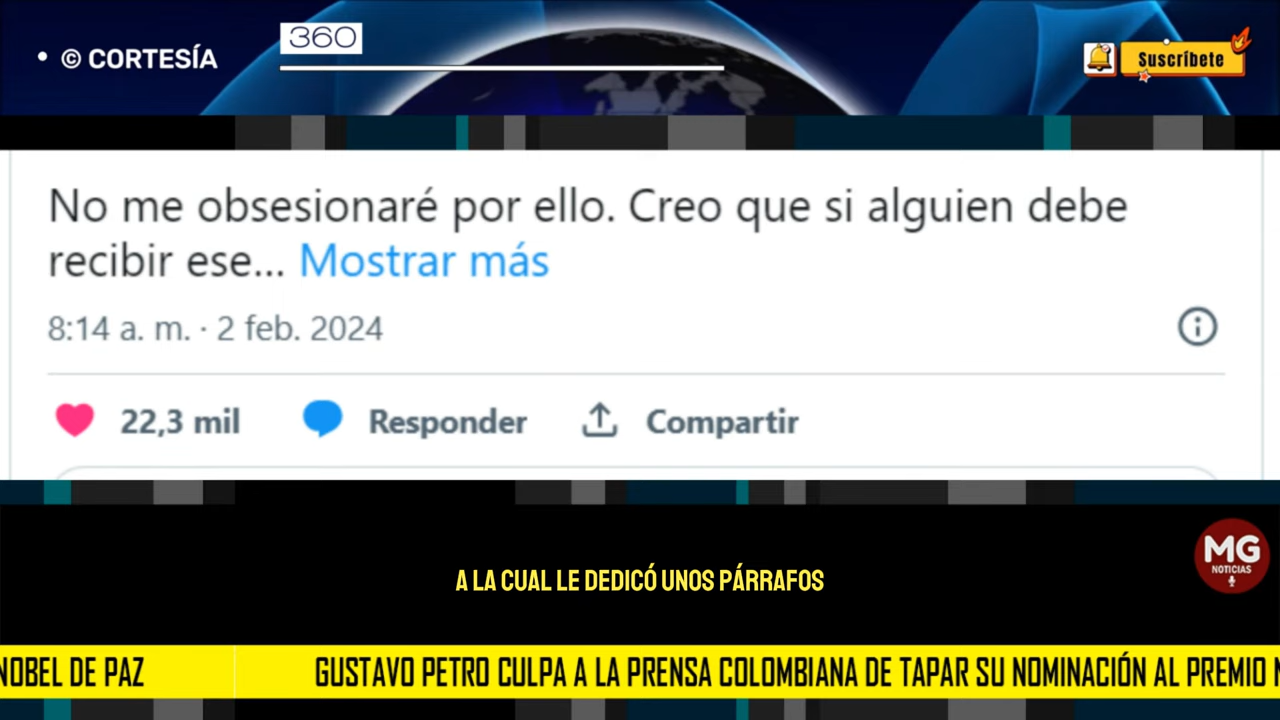 • © CORTESÍA
360
Suscríbete
No me obsesionaré por ello. Creo que si alguien debe
recibir ese... Mostrar más
8:14 a. m. · 2 feb. 2024
22,3 mil
Responder
Compartir
MG
NOTICIAS
A LA CUAL LE DEDICÓ UNOS PÁRRAFOS
NOBEL DE PAZ
GUSTAVO PETRO CULPA A LA PRENSA COLOMBIANA DE TAPAR SU NOMINACIÓN AL PREMIO N